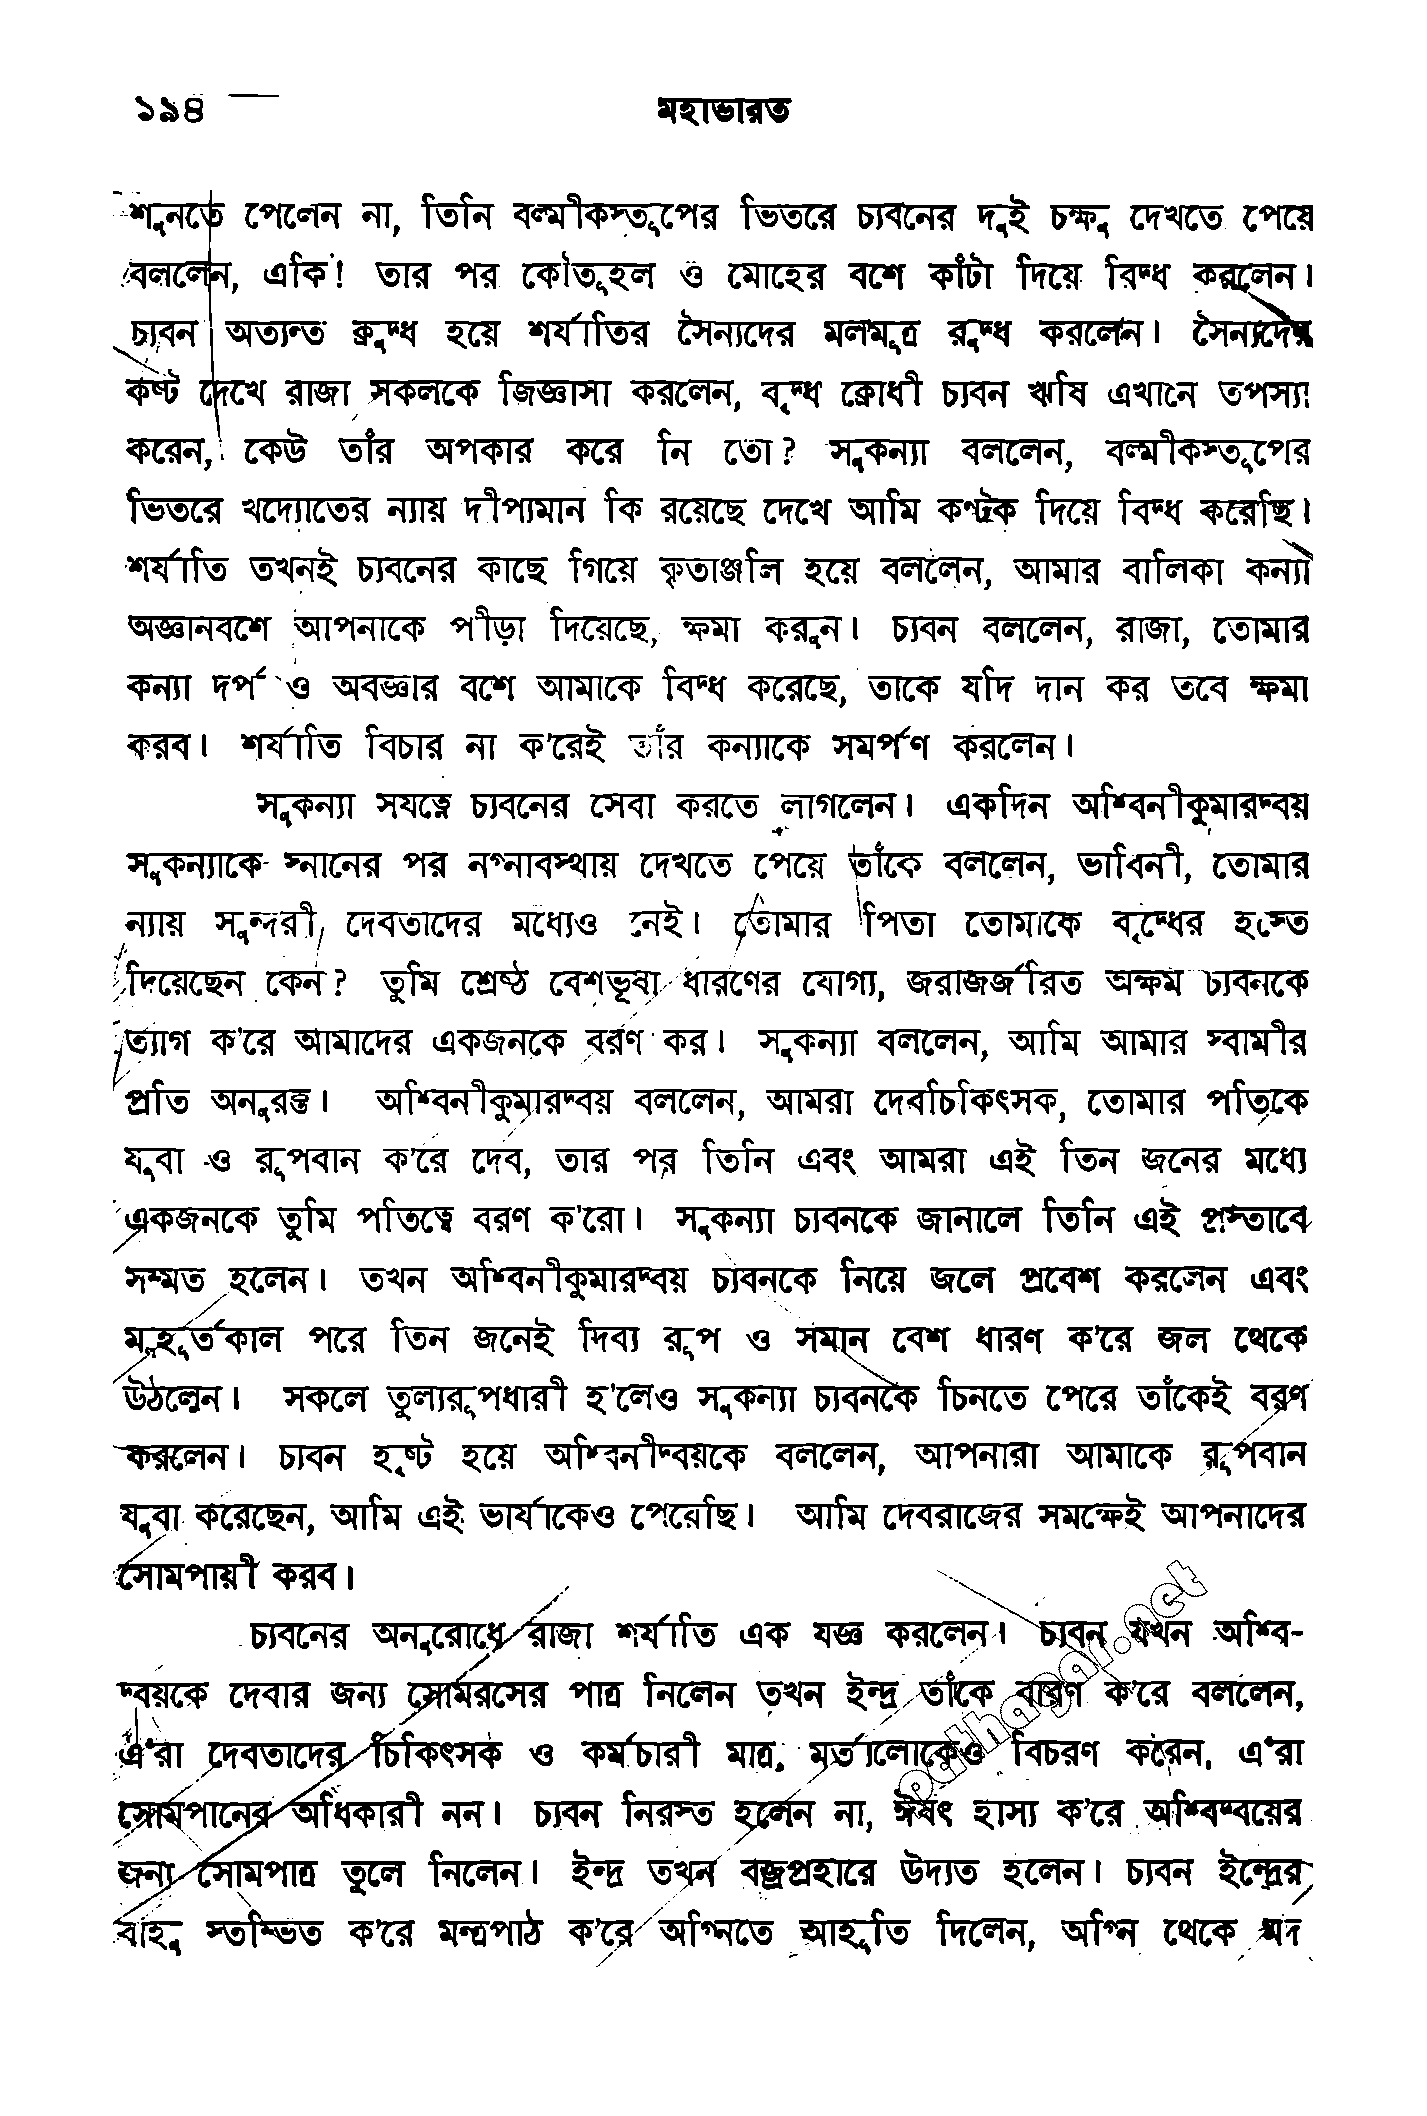 ১৯৪ মহাভারত
শুনতে পেলেন না, তিনি বল্মীকস্তূপের ভিতরে চ্যবনের দুই চক্ষু দেখতে পেয়ে
বললেন, একি! তার পর কৌতূহল ও মোহের বশে কাঁটা দিয়ে বিদ্ধ করলেন।
চ্যবন অত্যন্ত ক্রুদ্ধ হয়ে শর্যাতির সৈন্যদের মলমূত্র রুদ্ধ করলেন। সৈন্যদের
কষ্ট দেখে রাজা সকলকে জিজ্ঞাসা করলেন, বৃদ্ধ ক্রোধী চ্যবন ঋষি এখানে তপস্যা
করেন, কেউ তাঁর অপকার করে নি তো? সুকন্যা বললেন, বল্মীকস্তূপের
ভিতরে খদ্যোতের ন্যায় দীপ্যমান কি রয়েছে দেখে আমি কণ্টক দিয়ে বিদ্ধ করেছি।
শর্যাতি তখনই চ্যবনের কাছে গিয়ে কৃতাঞ্জলি হয়ে বললেন, আমার বালিকা কন্যা
অজ্ঞানবশে আপনাকে পীড়া দিয়েছে, ক্ষমা করুন। চ্যবন বললেন, রাজা, তোমার
কন্যা দর্প ও অবজ্ঞার বশে আমাকে বিদ্ধ করেছে, তাকে যদি দান কর তবে ক্ষমা
করব। শর্যাতি বিচার না ক'রেই তাঁর কন্যাকে সমর্পণ করলেন।
সুকন্যা সযত্নে চ্যবনের সেবা করতে লাগলেন। একদিন অশ্বিনীকুমারদ্বয়
সুকন্যাকে স্নানের পর নগ্নাবস্থায় দেখতে পেয়ে তাঁকে বললেন, ভাবিনী, তোমার
ন্যায় সুন্দরী দেবতাদের মধ্যেও নেই। তোমার পিতা তোমাকে বৃদ্ধের হস্তে
দিয়েছেন কেন? তুমি শ্রেষ্ঠ বেশভূষা ধারণের যোগ্য, জরাজর্জরিত অক্ষম চ্যবনকে
ত্যাগ ক'রে আমাদের একজনকে বরণ কর। সুকন্যা বললেন, আমি আমার স্বামীর
প্রতি অনুরক্ত। অশ্বিনীকুমারদ্বয় বললেন, আমরা দেবচিকিৎসক, তোমার পতিকে
যুবা ও রূপবান ক'রে দেব, তার পর তিনি এবং আমরা এই তিন জনের মধ্যে
একজনকে তুমি পতিত্বে বরণ ক'রো। সুকন্যা চ্যবনকে জানালে তিনি এই প্রস্তাবে
সম্মত হলেন। তখন অশ্বিনীকুমারদ্বয় চ্যবনকে নিয়ে জলে প্রবেশ করলেন এবং
মুহূর্তকাল পরে তিন জনেই দিব্য রূপ ও সমান বেশ ধারণ ক'রে জল থেকে
উঠলেন। সকলে তুল্যরূপধারী হ'লেও সুকন্যা চ্যবনকে চিনতে পেরে তাঁকেই বরণ
করলেন। চ্যবন হৃষ্ট হয়ে অশ্বিনীদ্বয়কে বললেন, আপনারা আমাকে রূপবান
যুবা করেছেন, আমি এই ভার্যাকেও পেয়েছি। আমি দেবরাজের সমক্ষেই আপনাদের
সোমপায়ী করব।
চ্যবনের অনুরোধে রাজা শর্যাতি এক যজ্ঞ করলেন। চ্যবন যখন অশ্বি-
দ্বয়কে দেবার জন্য সোমরসের পাত্র নিলেন তখন ইন্দ্র তাঁকে বারণ ক'রে বললেন,
এ'ঁরা দেবতাদের চিকিৎসক ও কর্মচারী মাত্র, মর্ত্যলোকেও বিচরণ করেন, এ'ঁরা
সোমপানের অধিকারী নন। চ্যবন নিরস্ত হলেন না, ঈষৎ হাস্য ক'রে অশ্বিদ্বয়ের
জন্য সোমপাত্র তুলে নিলেন। ইন্দ্র তখন বজ্রপ্রহারে উদ্যত হলেন। চ্যবন ইন্দ্রের
বাহু স্তম্ভিত ক'রে মন্ত্রপাঠ ক'রে অগ্নিতে আহুতি দিলেন, অগ্নি থেকে মদ
pathagar.net